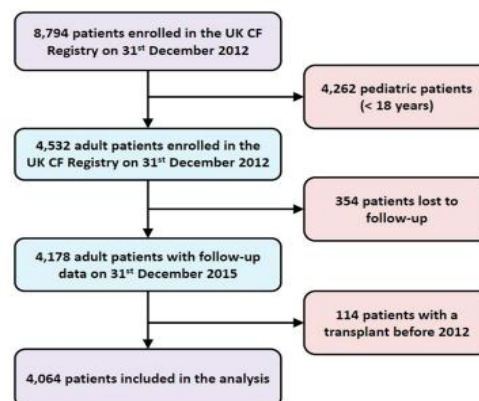 8,794 patients enrolled in the UK CF
Registry on 31st December 2012
4,262 pediatric patients
(< 18 years)
4,532 adult patients enrolled in the
UK CF Registry on 31st December 2012
354 patients lost to
follow-up
4,178 adult patients with follow-up
data on 31st December 2015
114 patients with a
transplant before 2012
4,064 patients included in the analysis